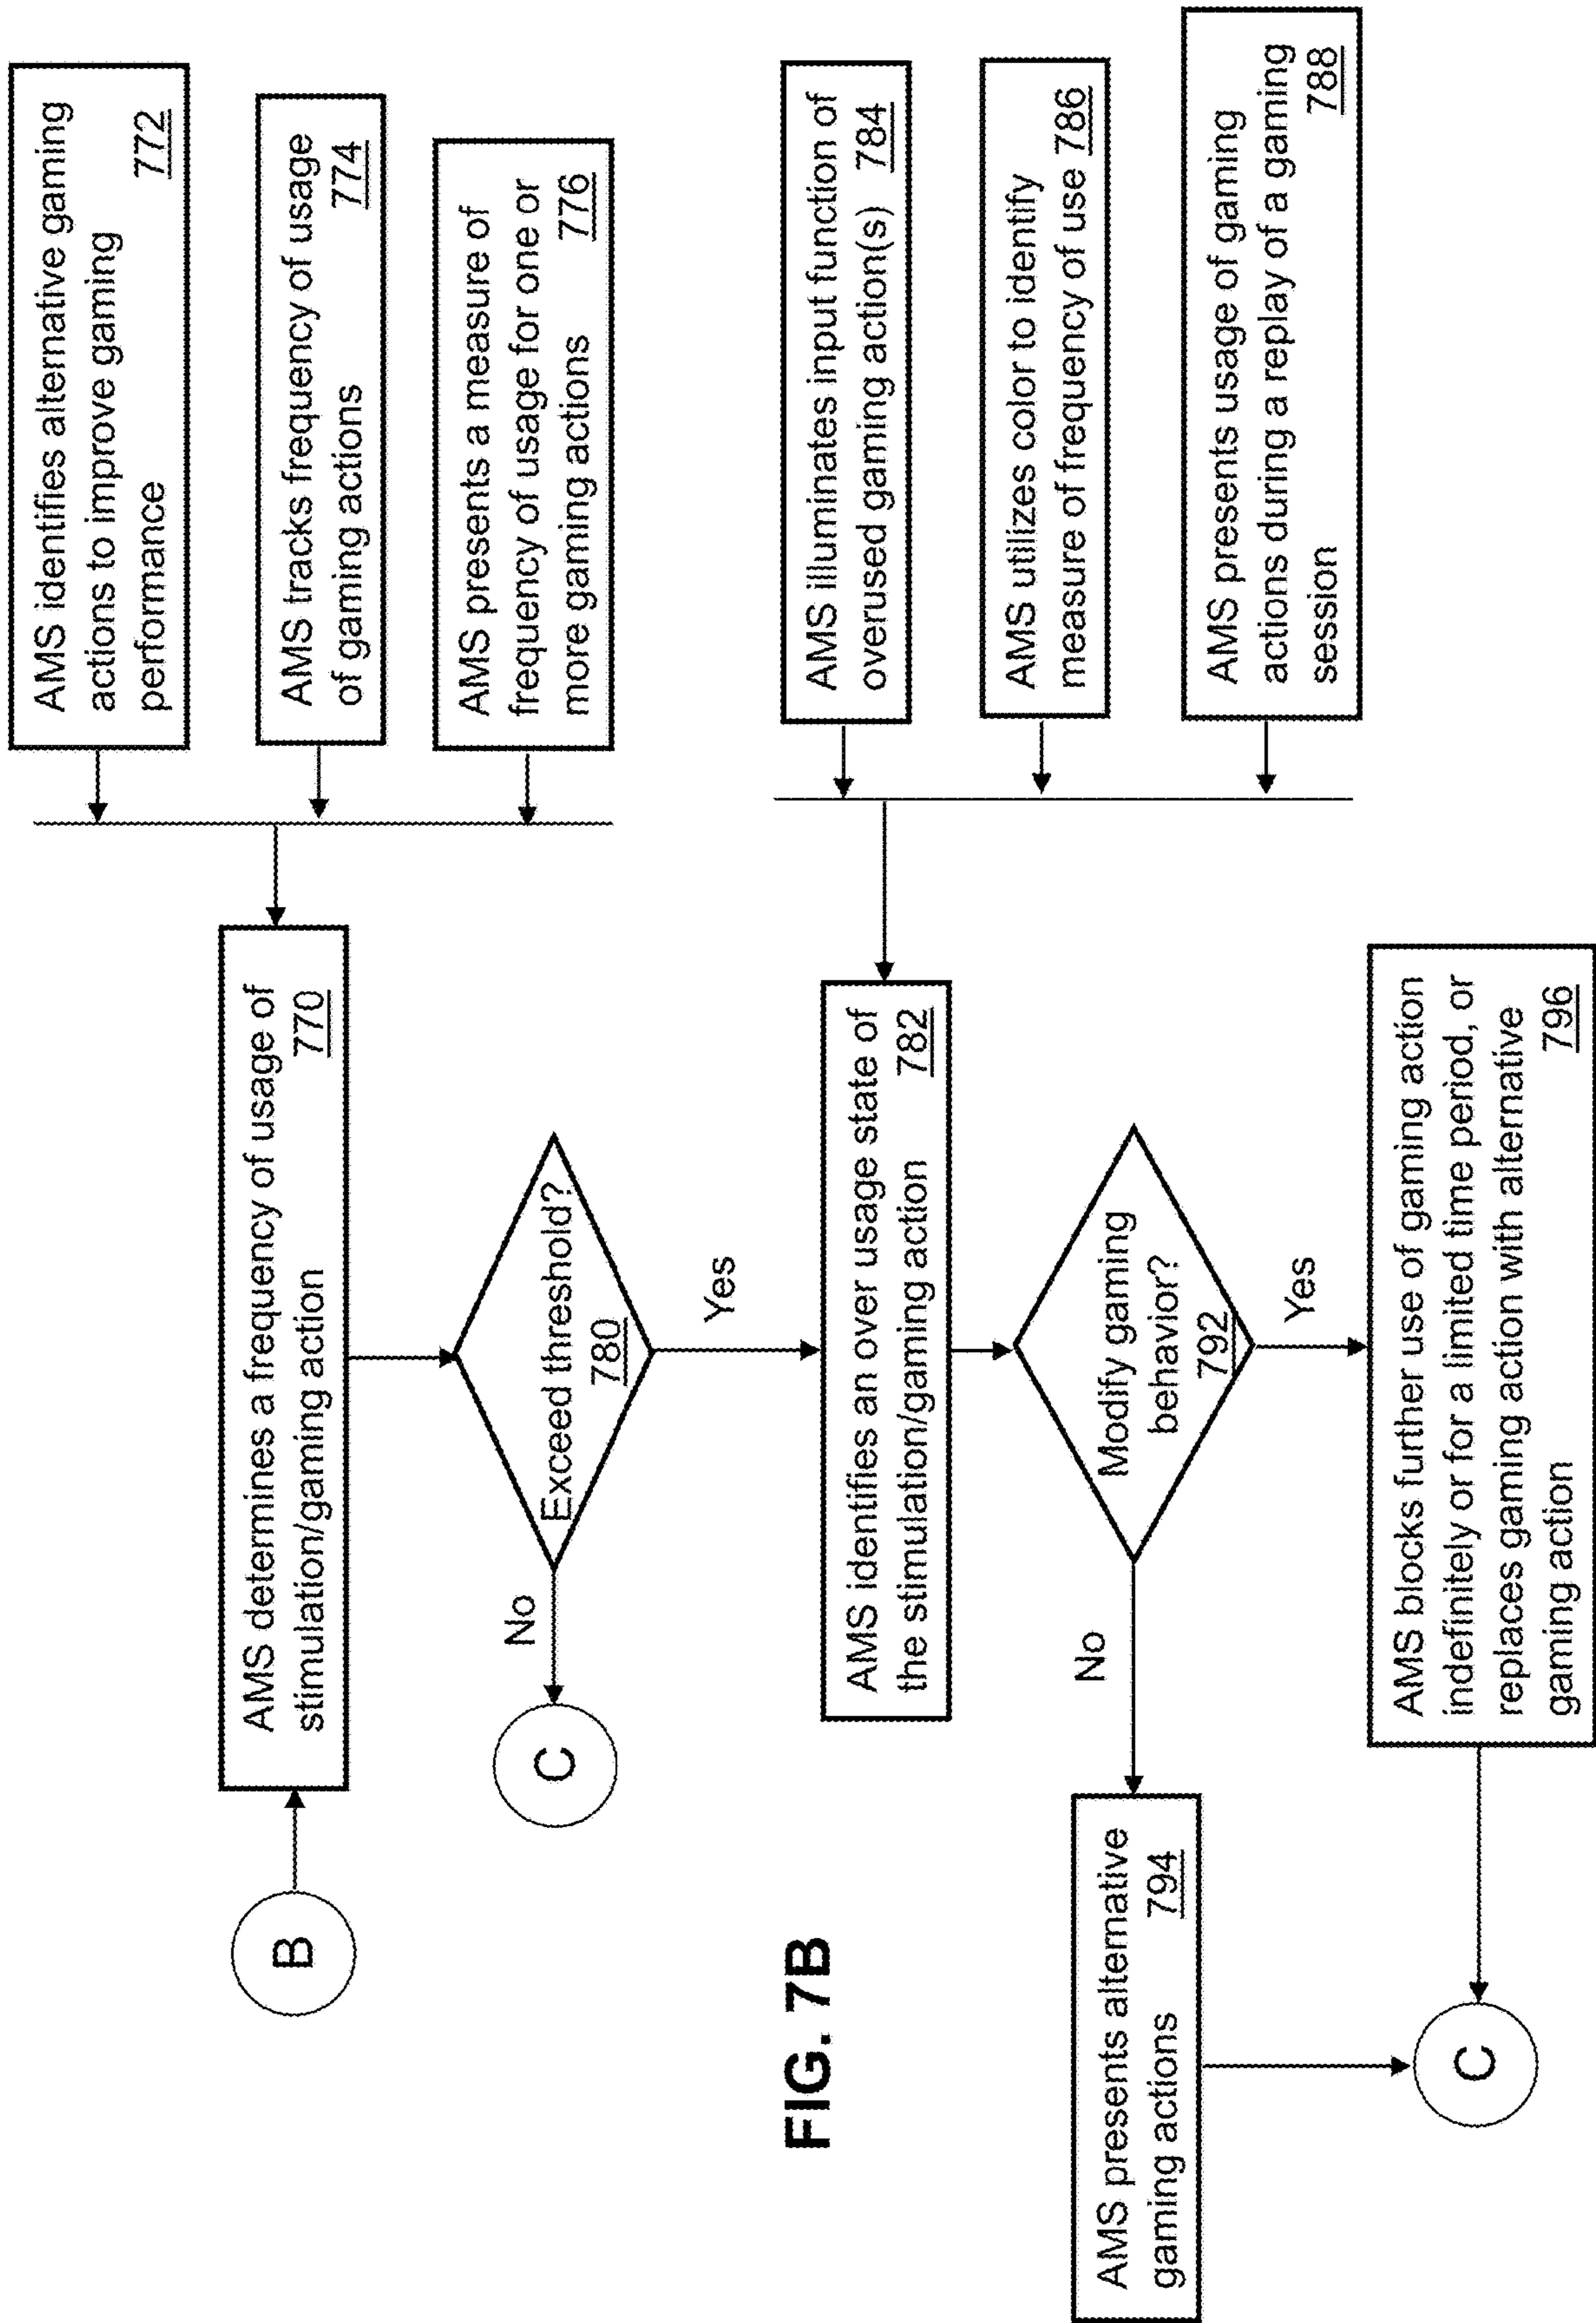 B
AMS determines a frequency of usage of
stimulation/gaming action 770
AMS identifies alternative gaming
actions to improve gaming
performance 772
AMS tracks frequency of usage
of gaming actions 774
AMS presents a measure of
frequency of usage for one or
more gaming actions 776
Exceed threshold?
780
No
C
Yes
AMS identifies an over usage state of
the stimulation/gaming action 782
AMS illuminates input function of
overused gaming action(s) 784
AMS utilizes color to identify
measure of frequency of use 786
AMS presents usage of gaming
actions during a replay of a gaming
session 788
FIG. 7B
Modify gaming
behavior?
792
No
Yes
AMS presents alternative
gaming actions 794
AMS blocks further use of gaming action
indefinitely or for a limited time period, or
replaces gaming action with alternative
gaming action 796
C